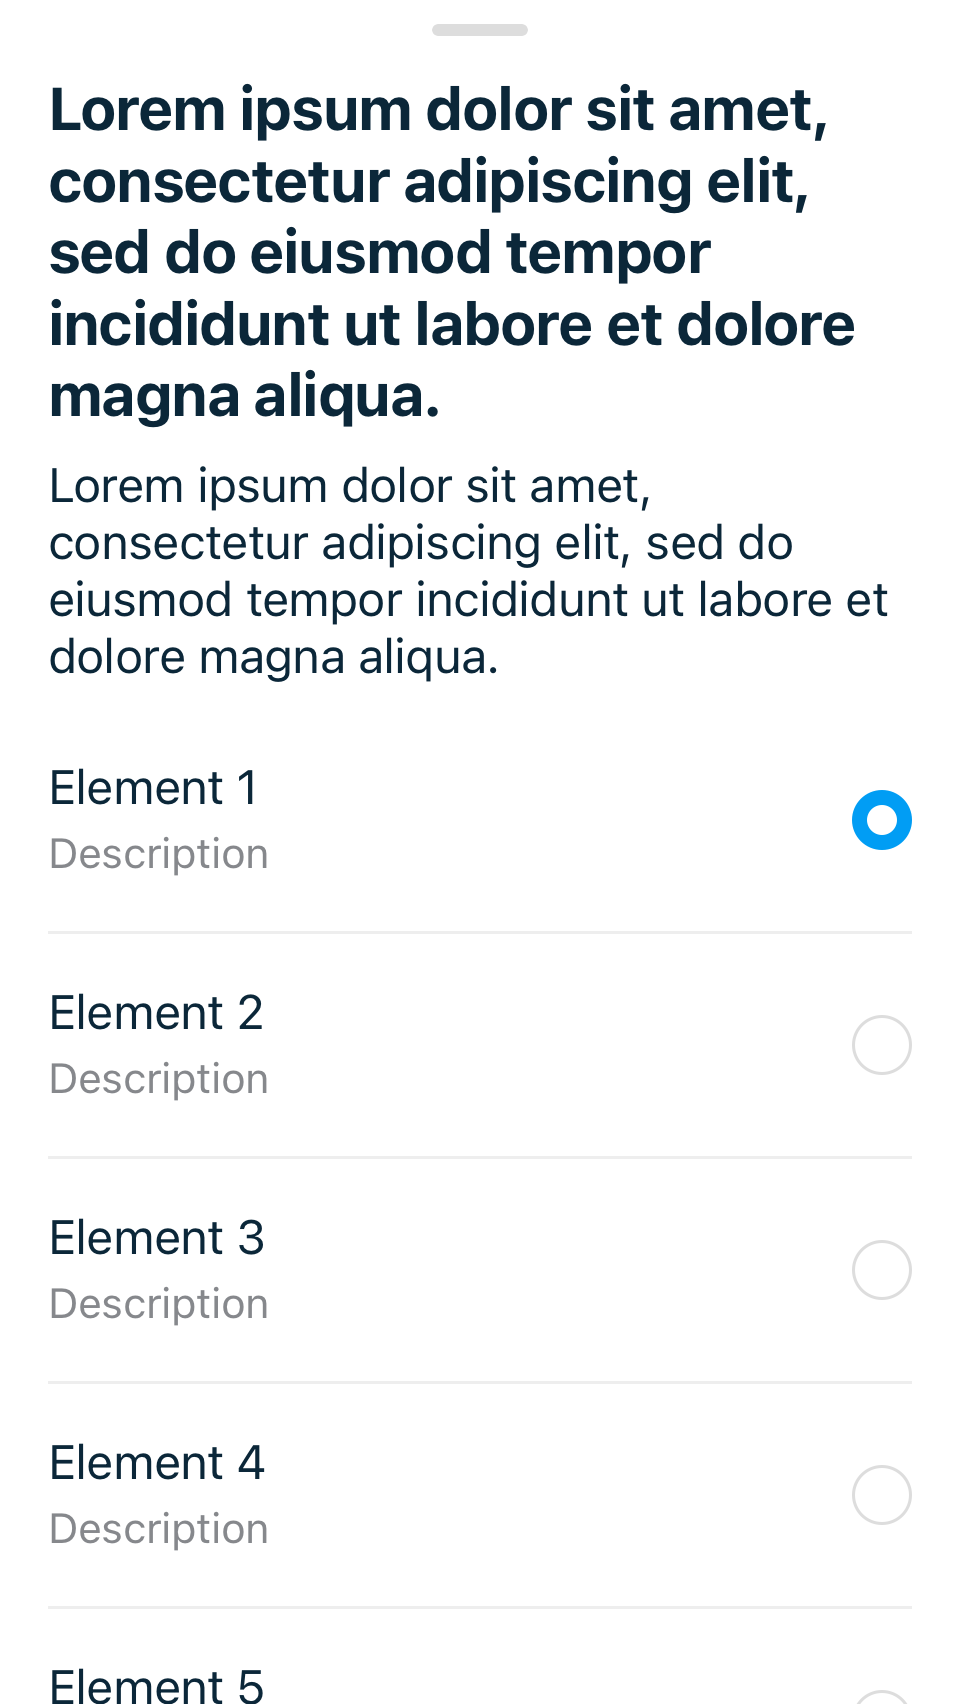 Lorem ipsum dolor sit amet,
consectetur adipiscing elit,
sed do eiusmod tempor
incididunt ut labore et dolore
magna aliqua.
Lorem ipsum dolor sit amet,
consectetur adipiscing elit, sed do
eiusmod tempor incididunt ut labore et
dolore magna aliqua.
Element 1
Description
Element 2
Description
Element 3
Description
Element 4
Description
Element 5